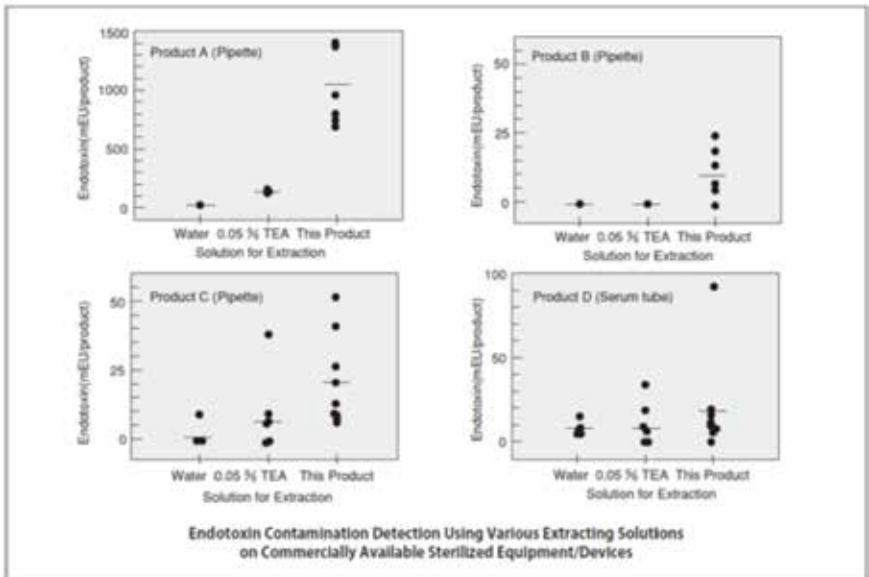 Product A (Pipette)
Endotoxin(mEU/product)
1500
1000
500
0
Water 0.05 % TEA This Product
Solution for Extraction
Product B (Pipette)
Endotoxin(mEU/product)
50
25
0
Water 0.05 % TEA This Product
Solution for Extraction
Product C (Pipette)
Endotoxin(mEU/product)
50
25
0
Water 0.05 % TEA This Product
Solution for Extraction
Product D (Serum tube)
Endotoxin(mEU/product)
100
50
0
Water 0.05 % TEA This Product
Solution for Extraction
Endotoxin Contamination Detection Using Various Extracting Solutions
on Commercially Available Sterilized Equipment/Devices